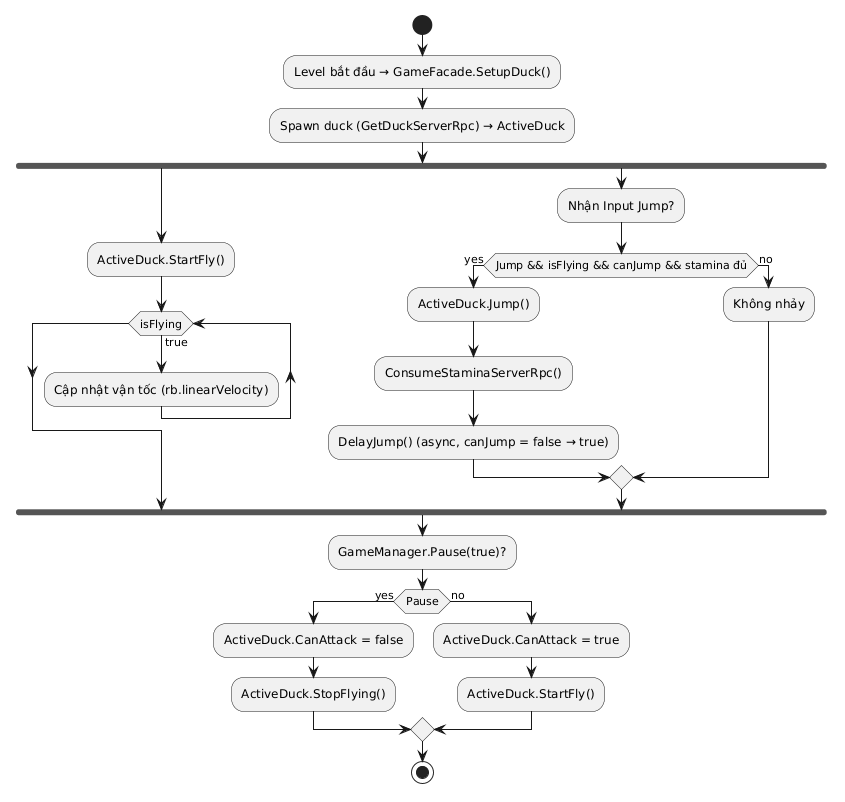 Level bắt đầu → GameFacade.SetupDuck()
Spawn duck (GetDuckServerRpc) → ActiveDuck
ActiveDuck.StartFly()
isFlying
true
Cập nhật vận tốc (rb.linearVelocity)
Nhận Input Jump?
Jump && isFlying && canJump && stamina đủ
yes
no
ActiveDuck.Jump()
ConsumeStaminaServerRpc()
DelayJump() (async, canJump = false → true)
Không nhảy
GameManager.Pause(true)?
Pause
yes
no
ActiveDuck.CanAttack = false
ActiveDuck.StopFlying()
ActiveDuck.CanAttack = true
ActiveDuck.StartFly()